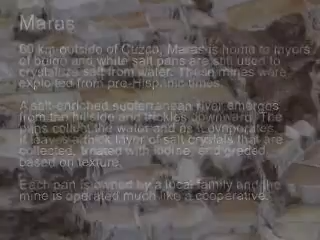 Maras
60 km outside of Cuzco, Maras is home to layers
of beige and white salt pans are still used to
crystallize salt from water. These mines were
exploited from pre-Hispanic times.
A salt-enriched subterranean river emerges
from the hillside and trickles downward. The
pans collect the water and as it evaporates,
it leaves a thick layer of salt crystals that are
collected, treated with iodine, and graded,
based on texture.
Each pan is owned by a local family and the
mine is operated much like a cooperative.